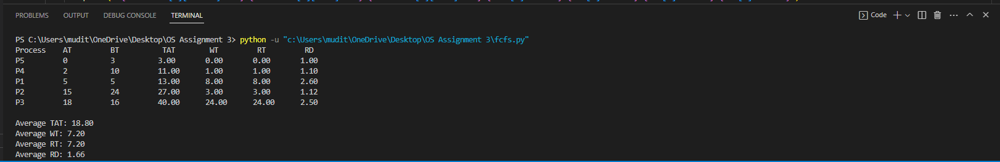 PROBLEMS OUTPUT DEBUG CONSOLE TERMINAL Code
PS C:\Users\mudit\OneDrive\Desktop\OS Assignment 3> python -u "c:\Users\mudit\OneDrive\Desktop\OS Assignment 3\fcfs.py"
Process AT BT TAT WT RT RD
P5 0 3 3.00 0.00 0.00 1.00
P4 2 10 11.00 1.00 1.00 1.10
P1 5 5 13.00 8.00 8.00 2.60
P2 15 24 27.00 3.00 3.00 1.12
P3 18 16 40.00 24.00 24.00 2.50
Average TAT: 18.80
Average WT: 7.20
Average RT: 7.20
Average RD: 1.66